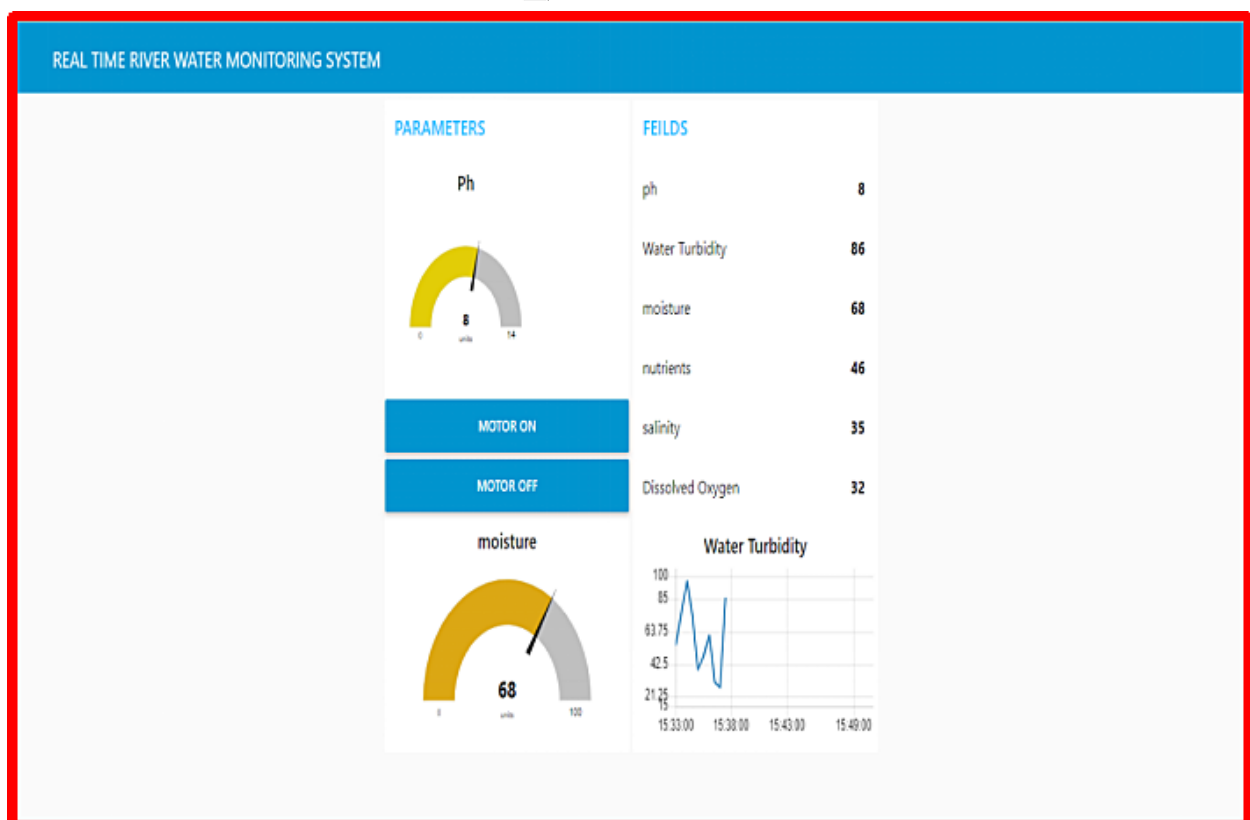 REAL TIME RIVER WATER MONITORING SYSTEM
PARAMETERS
Ph
8
units
0
14
MOTOR ON
MOTOR OFF
moisture
68
units
0
100
FEILDS
ph 8
Water Turbidity 86
moisture 68
nutrients 46
salinity 35
Dissolved Oxygen 32
Water Turbidity
100
85
63.75
42.5
21.25
15
15:33:00 15:38:00 15:43:00 15:49:00